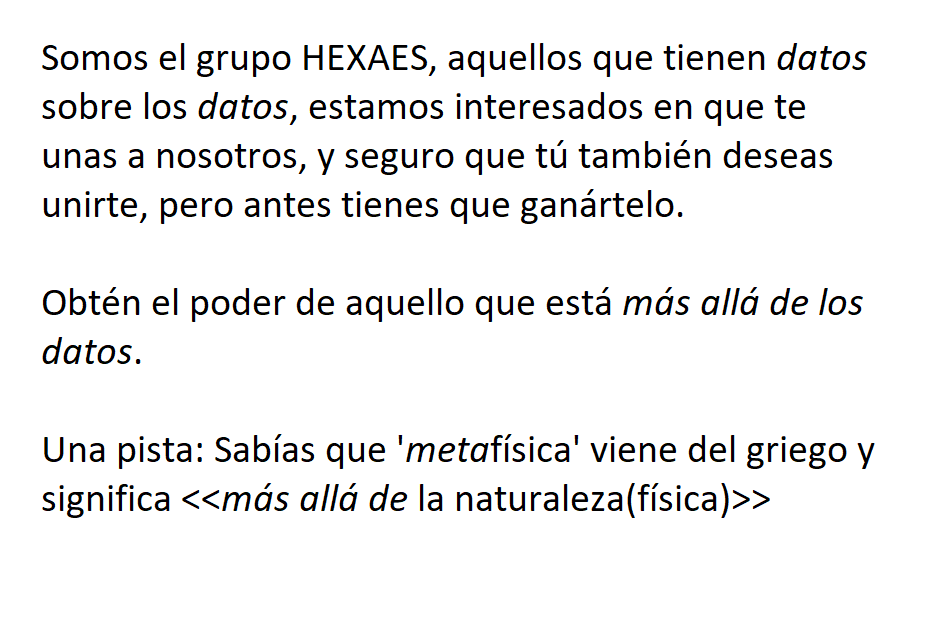 Somos el grupo HEXAES, aquellos que tienen datos
sobre los datos, estamos interesados en que te
unas a nosotros, y seguro que tú también deseas
unirte, pero antes tienes que ganártelo.
Obtén el poder de aquello que está más allá de los
datos.
Una pista: Sabías que 'metafísica' viene del griego y
significa <<más allá de la naturaleza(física)>>